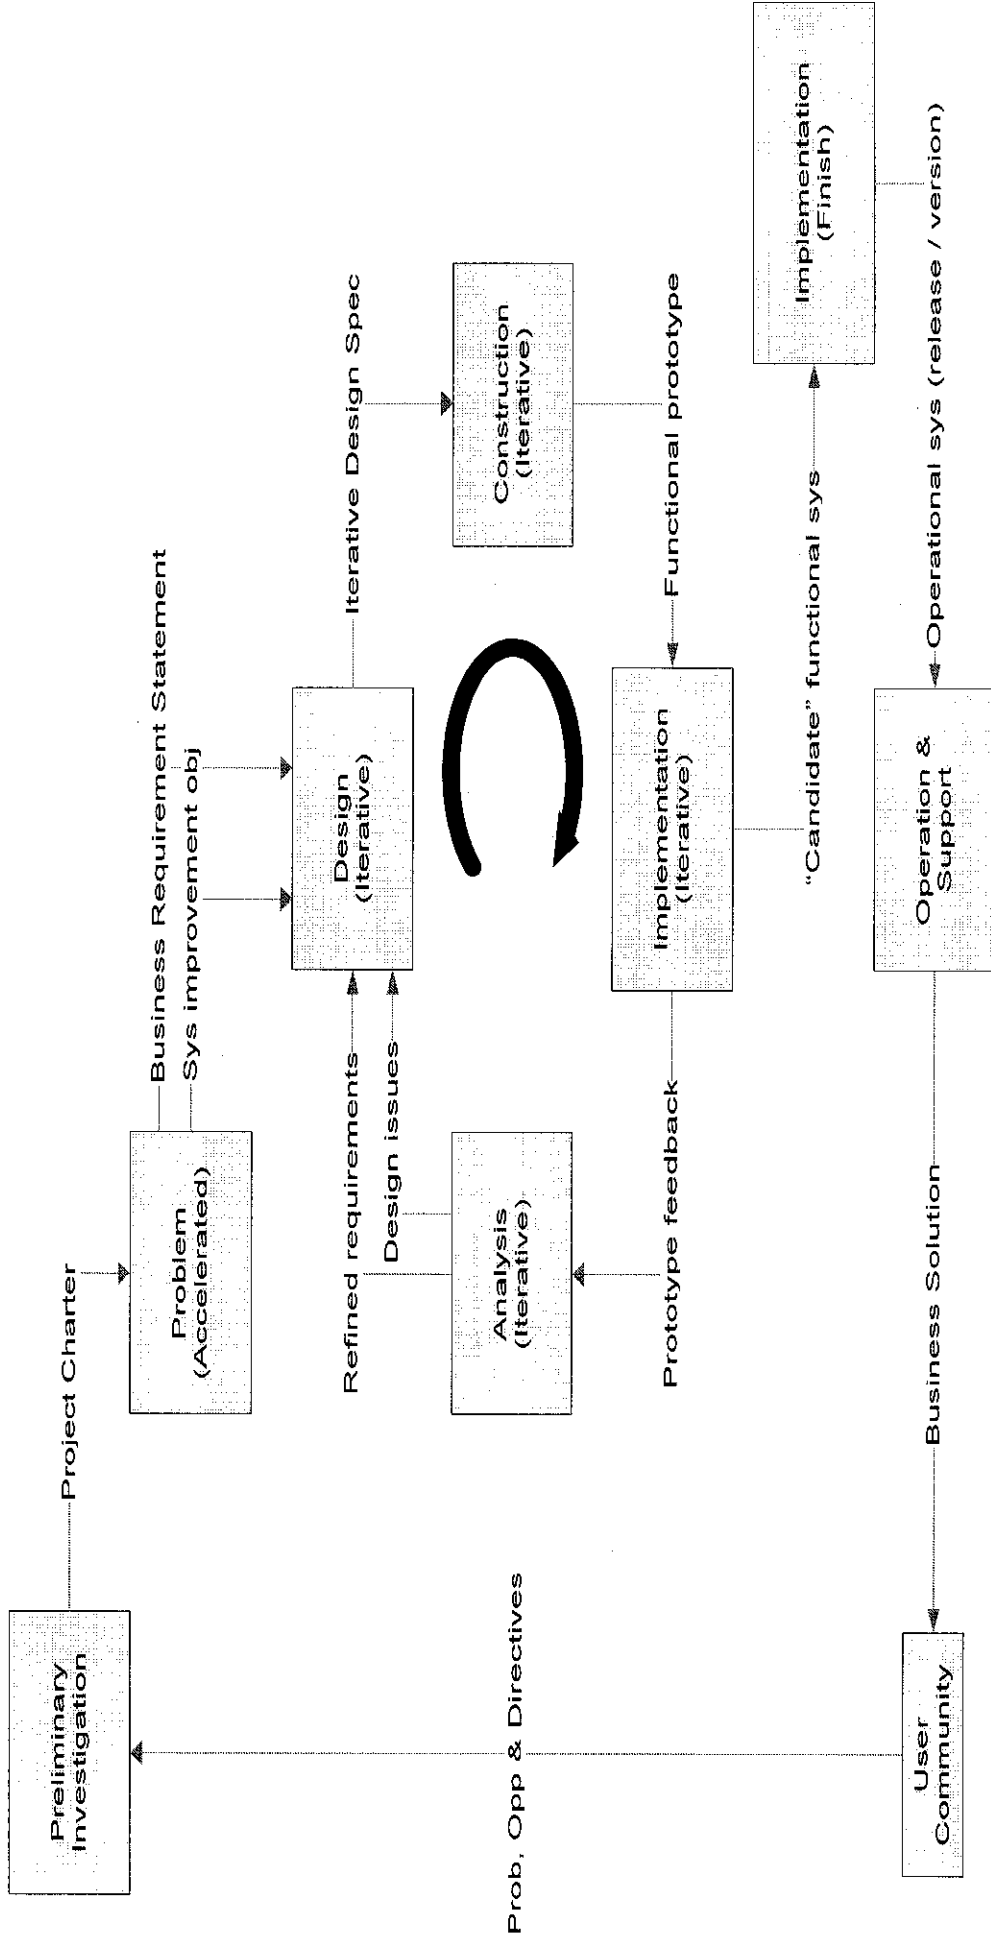 Preliminary
Investigation
Project Charter
Problem
(Accelerated)
Business Requirement Statement
Sys improvement obj
Refined requirements
Design issues
Design
(Iterative)
Iterative Design Spec
Analysis
(Iterative)
Construction
(Iterative)
Prob, Opp & Directives
Prototype feedback
Implementation
(Iterative)
Functional prototype
"Candidate" functional sys
Implementation
(Finish)
User
Community
Business Solution
Operation &
Support
Operational sys (release / version)